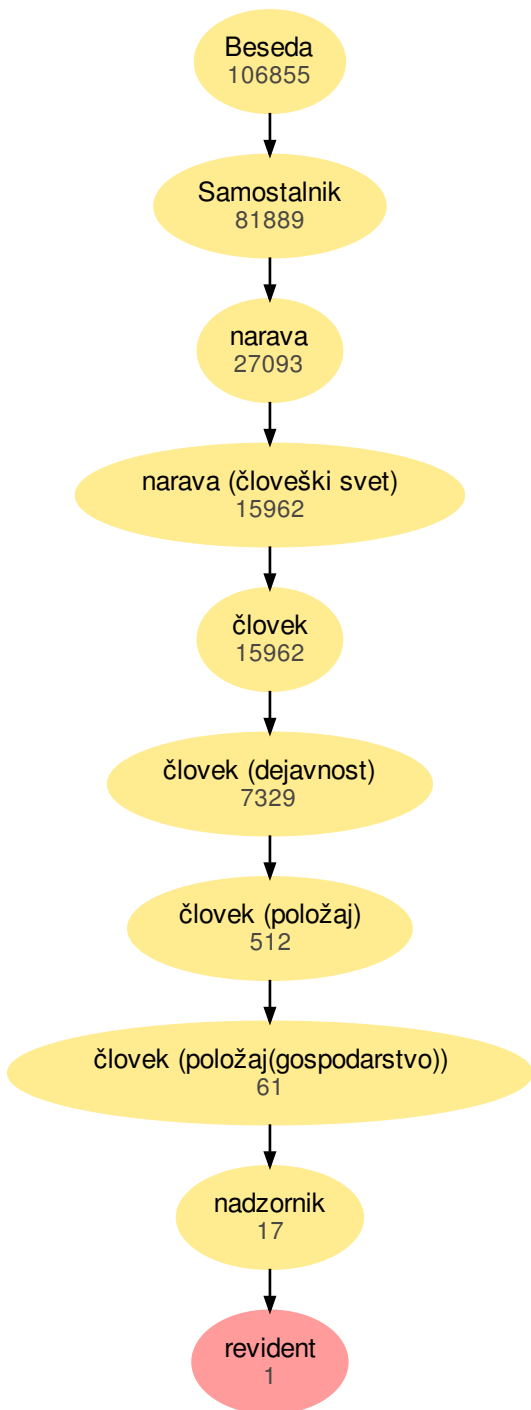 Beseda
106855
Samostalnik
81889
narava
27093
narava (človeški svet)
15962
človek
15962
človek (dejavnost)
7329
človek (položaj)
512
človek (položaj(gospodarstvo))
61
nadzornik
17
revident
1